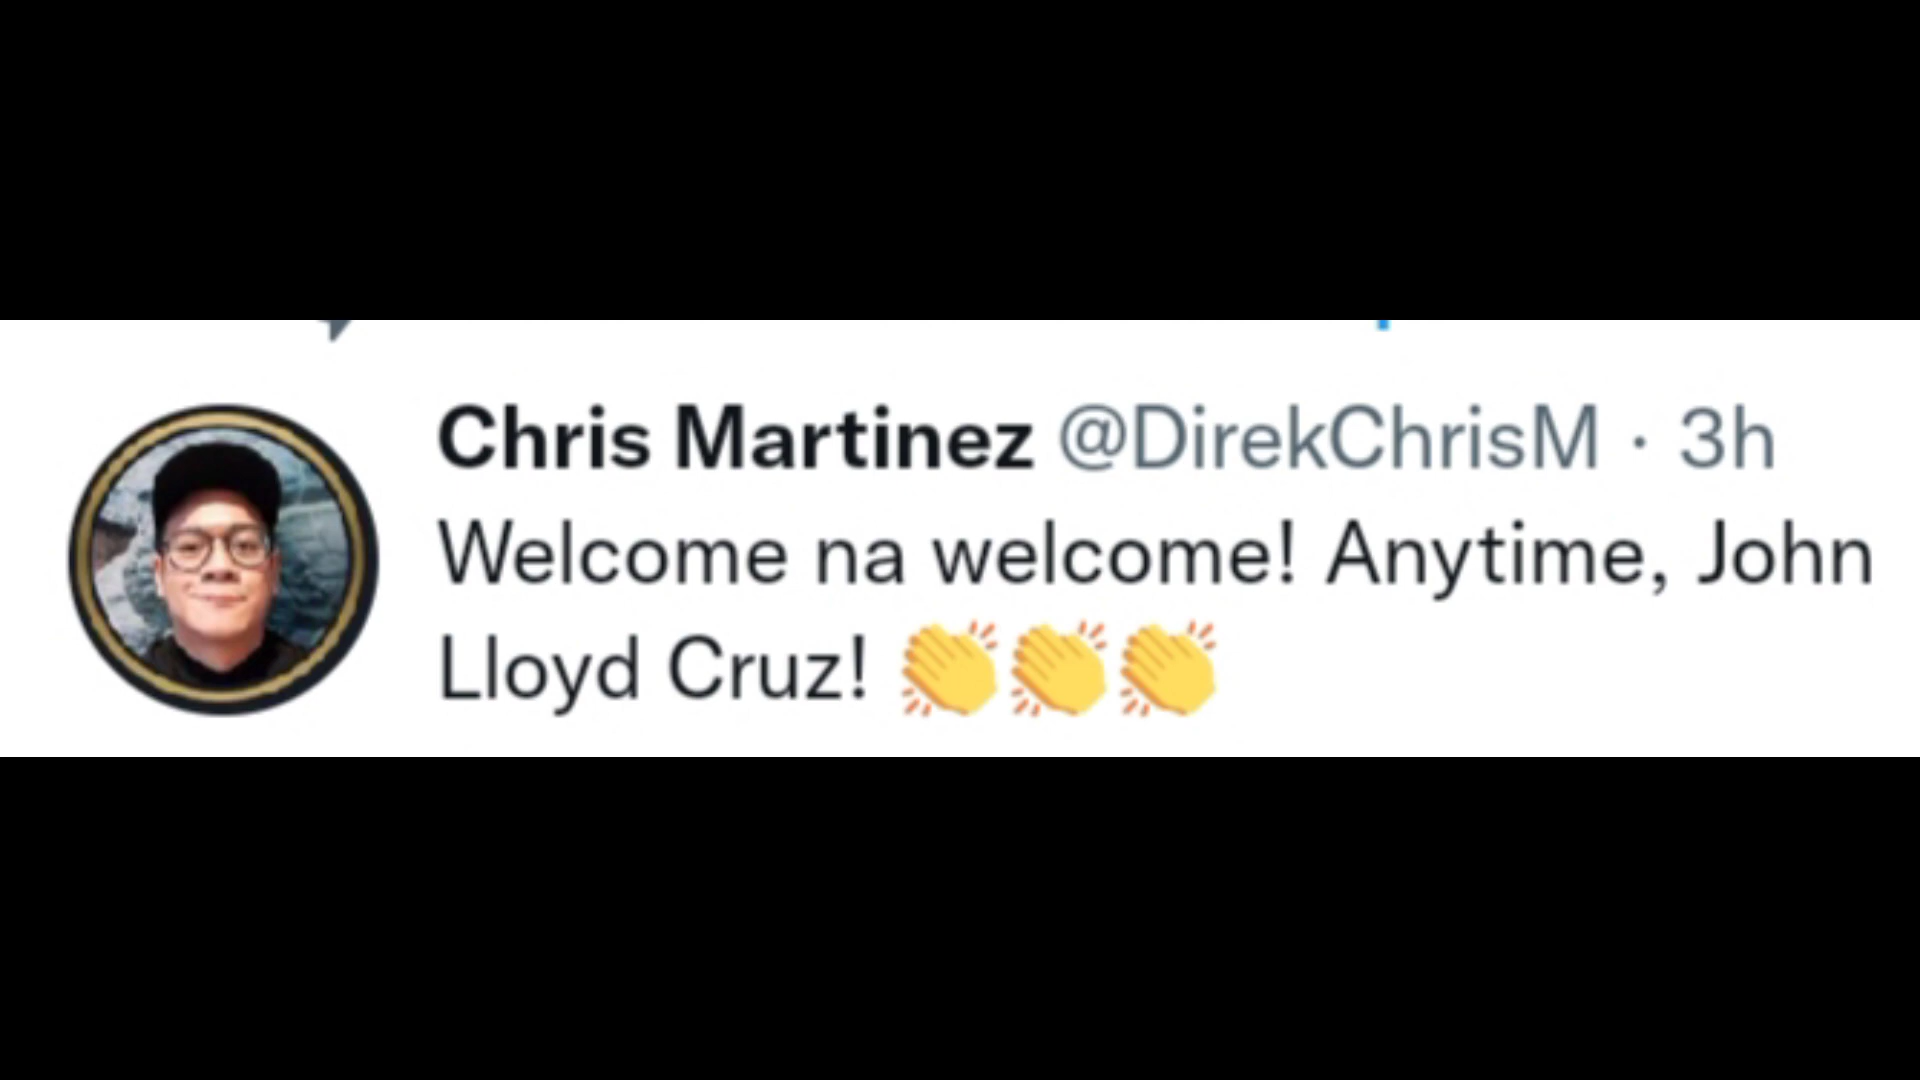 Chris Martinez @DirekChrisM · 3h
Welcome na welcome! Anytime, John
Lloyd Cruz! 👏👏👏